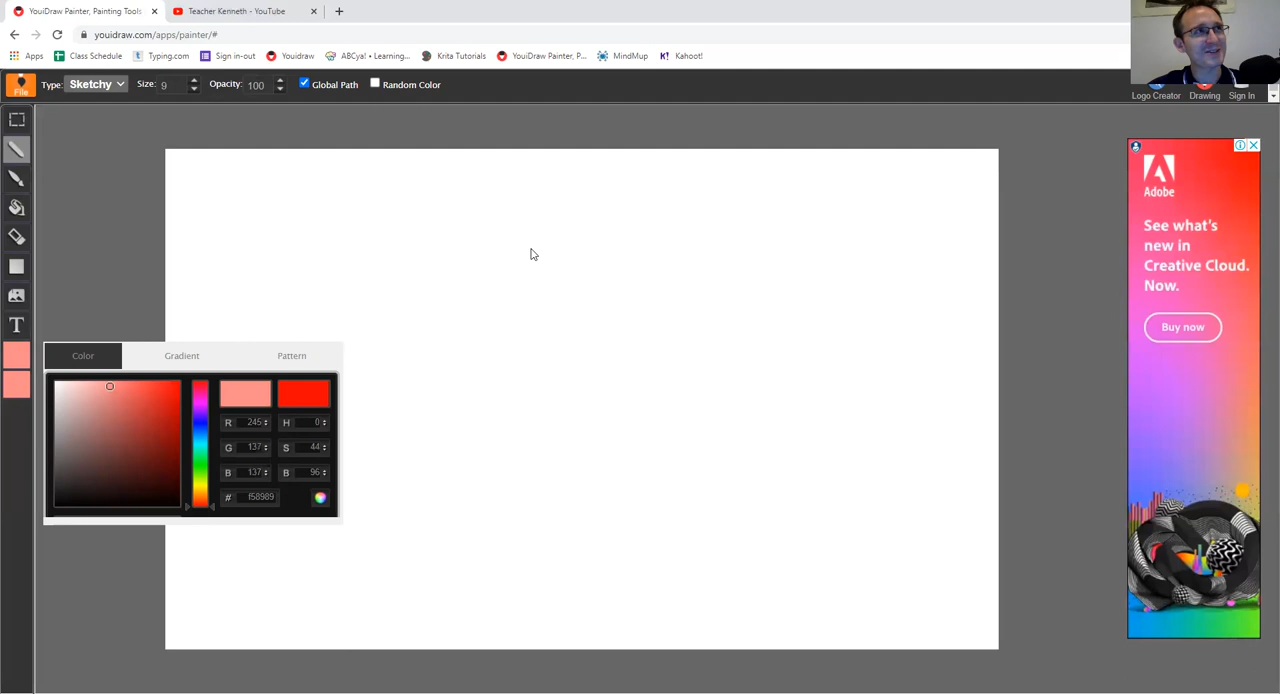 YouiDraw Painter, Painting Tools
Teacher Kenneth - YouTube
youidraw.com/apps/painter/#
Apps Class Schedule Typing.com Sign in-out Youidraw ABCya! • Learning... Krita Tutorials YouiDraw Painter, P... MindMup Kahoot!
File Type: Sketchy Size: 9 Opacity: 100 Global Path Random Color
Logo Creator Drawing Sign In
Adobe
See what's
new in
Creative Cloud.
Now.
Buy now
T
Color Gradient Pattern
R 245 H 0
G 137 S 44
B 137 B 96
# f58989